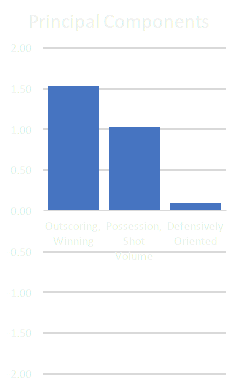 Principal Components
2.00
1.50
1.00
0.50
0.00
Outscoring, Possession, Defensively
Winning Shot Oriented
Volume
0.50
1.00
1.50
2.00